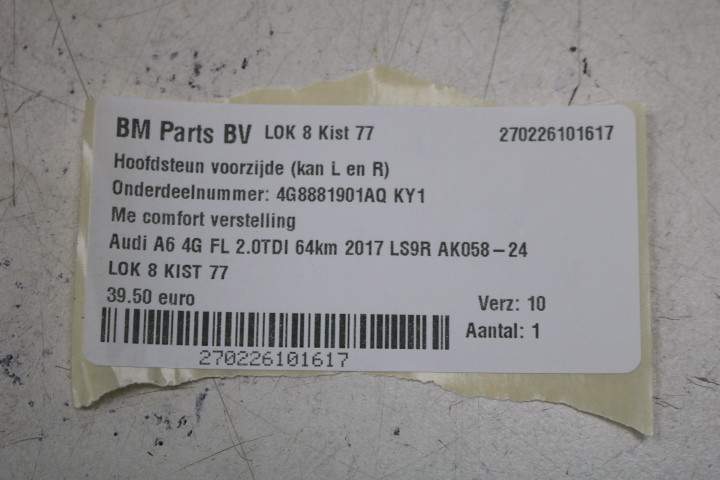 BM Parts BV LOK 8 Kist 77 270226101617
Hoofdsteun voorzijde (kan L en R)
Onderdeelnummer: 4G8881901AQ KY1
Me comfort verstelling
Audi A6 4G FL 2.0TDI 64km 2017 LS9R AK058-24
LOK 8 KIST 77
39.50 euro Verz: 10
Aantal: 1
270226101617